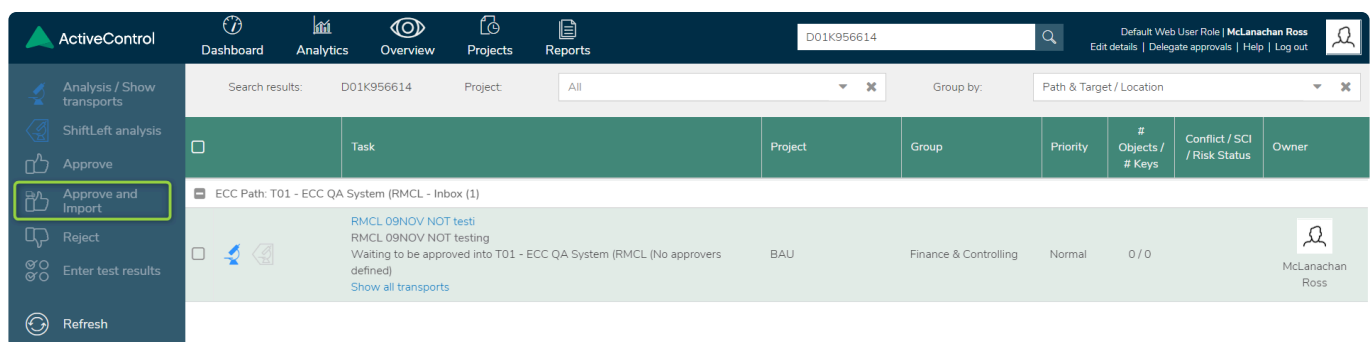 ActiveControl
Dashboard
Analytics
Overview
Projects
Reports
D01K956614
Default Web User Role | McLanachan Ross
Edit details | Delegate approvals | Help | Log out
Analysis / Show
transports
ShiftLeft analysis
Approve
Approve and
Import
Reject
Enter test results
Refresh
Search results: D01K956614 Project: All Group by: Path & Target / Location
Task
Project
Group
Priority
#
Objects /
# Keys
Conflict / SCI
/ Risk Status
Owner
ECC Path: T01 - ECC QA System (RMCL - Inbox (1)
RMCL 09NOV NOT testi
RMCL 09NOV NOT testing
Waiting to be approved into T01 - ECC QA System (RMCL (No approvers
defined)
Show all transports
BAU
Finance & Controlling
Normal
0 / 0
McLanachan
Ross